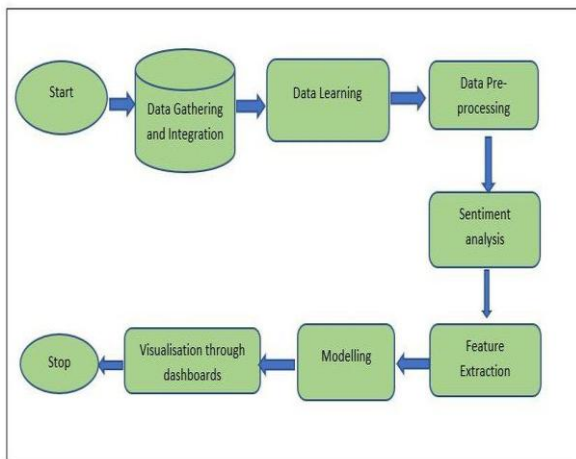 Start
Data Gathering
and Integration
Data Learning
Data Pre-
processing
Sentiment
analysis
Feature
Extraction
Modelling
Visualisation through
dashboards
Stop